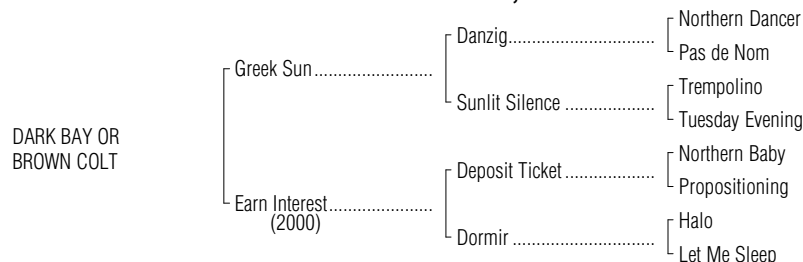 Northern Dancer
Danzig..............................
Pas de Nom
Greek Sun.........................
Trempolino
Sunlit Silence ...................
Tuesday Evening
DARK BAY OR
BROWN COLT
Northern Baby
Deposit Ticket ...................
Propositioning
Earn Interest......................
(2000)
Halo
Dormir ..............................
Let Me Sleep